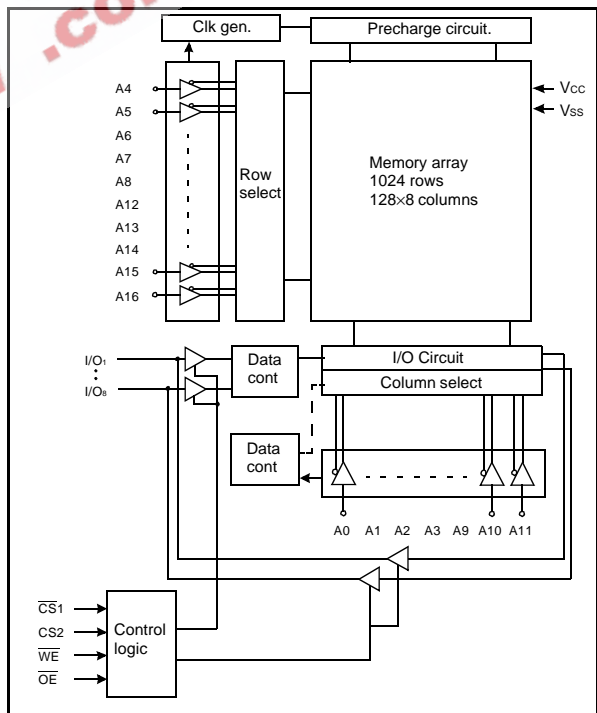 Clk gen.
Precharge circuit.
A4
A5
A6
A7
A8
A12
A13
A14
A15
A16
Row
select
Memory array
1024 rows
128×8 columns
VCC
VSS
I/O1
I/O8
Data
cont
I/O Circuit
Column select
Data
cont
A0 A1 A2 A3 A9 A10 A11
CS1
CS2
WE
OE
Control
logic
.co